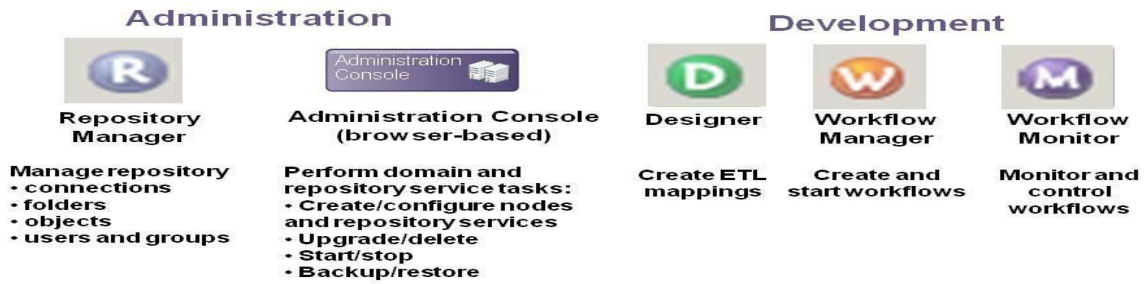 Administration
R
Repository
Manager
Manage repository
• connections
• folders
• objects
• users and groups
Administration
Console
Administration Console
(browser-based)
Perform domain and
repository service tasks:
• Create/configure nodes
and repository services
• Upgrade/delete
• Start/stop
• Backup/restore
Development
D
Designer
Create ETL
mappings
W
Workflow
Manager
Create and
start workflows
M
Workflow
Monitor
Monitor and
control
workflows